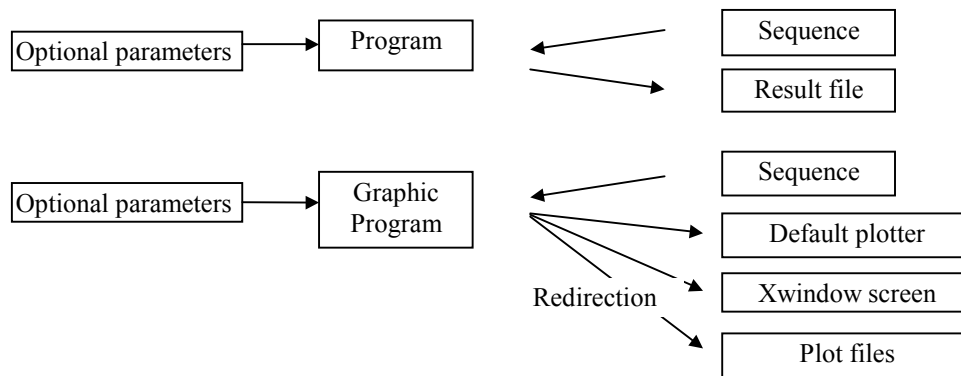 Optional parameters
Program
Sequence
Result file
Optional parameters
Graphic
Program
Sequence
Default plotter
Xwindow screen
Redirection
Plot files